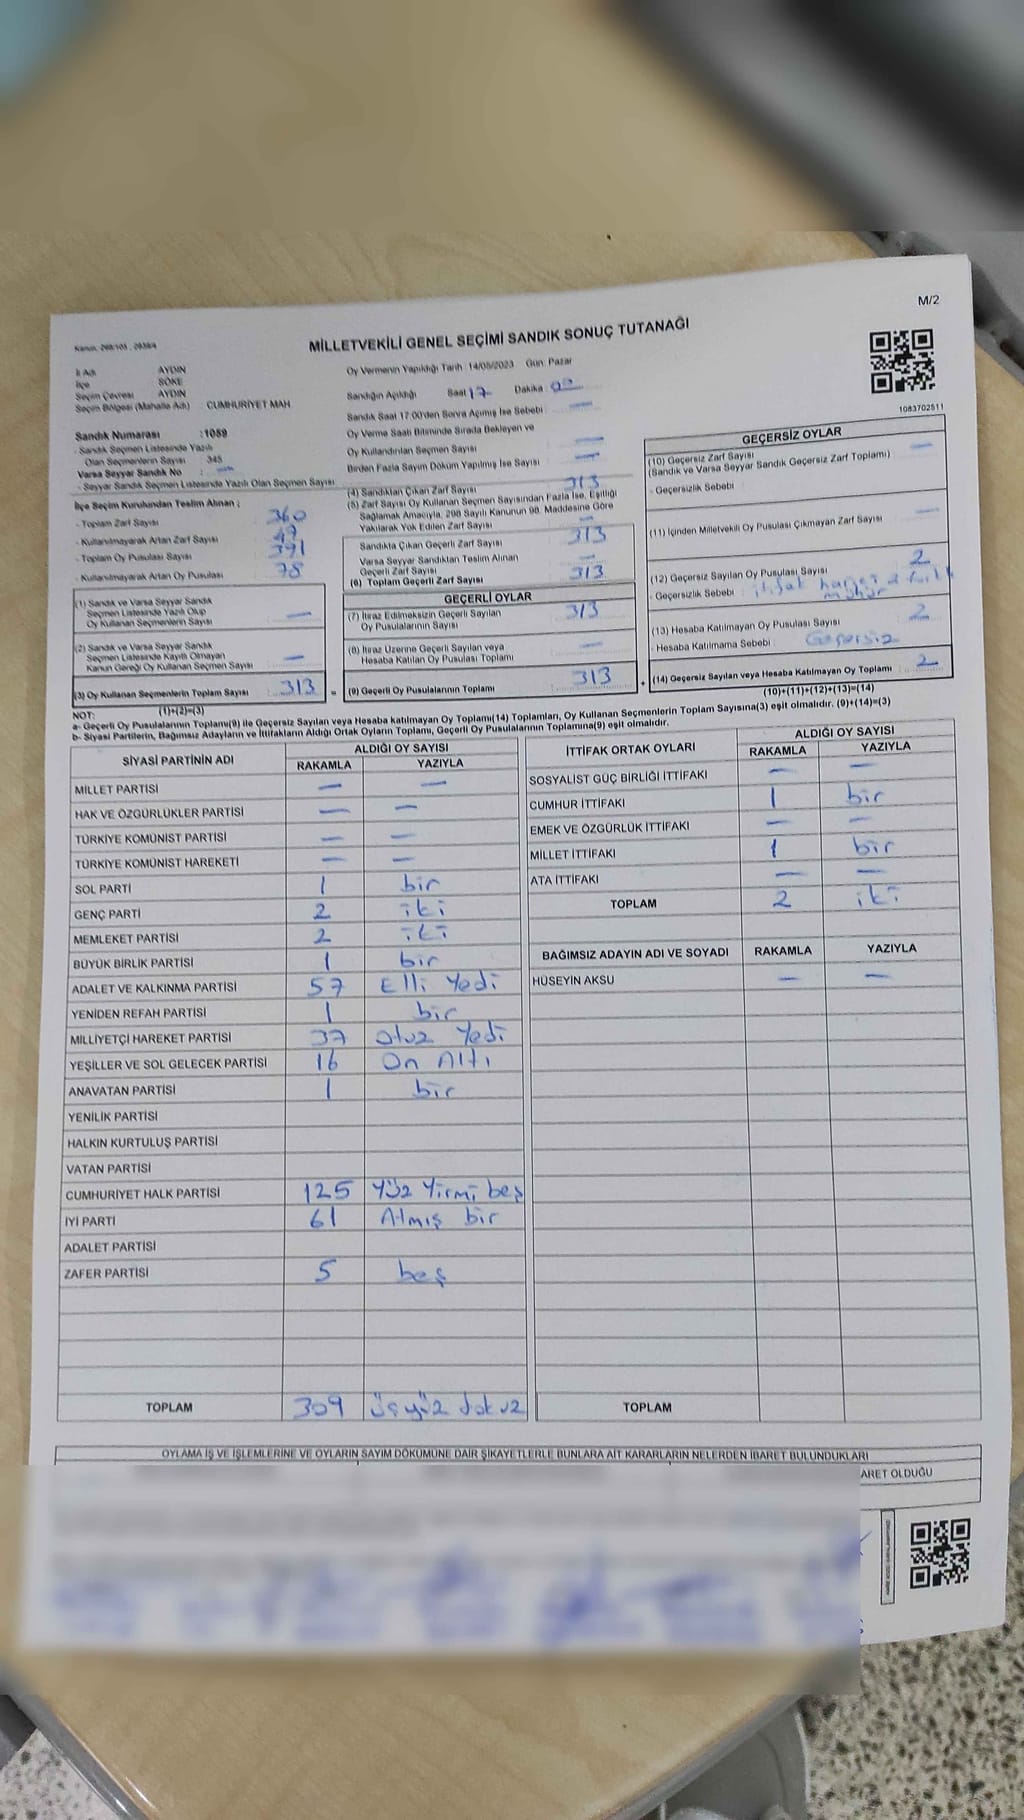 M/2
Kanun: 298/105 , 2839/4
MİLLETVEKİLİ GENEL SEÇİMİ SANDIK SONUÇ TUTANAĞI
İl Adı AYDIN
İlçe SÖKE
Seçim Çevresi AYDIN
Seçim Bölgesi (Mahalle Adı) CUMHURİYET MAH
Sandık Numarası :1059
- Sandık Seçmen Listesinde Yazılı
Olan Seçmenlerin Sayısı : 345
Varsa Seyyar Sandık No : —
- Seyyar Sandık Seçmen Listesinde Yazılı Olan Seçmen Sayısı
Oy Vermenin Yapıldığı Tarih : 14/05/2023 Gün: Pazar
Sandığın Açıldığı Saat 17 Dakika : 00
Sandık Saat 17:00'den Sonra Açımış İse Sebebi : —
Oy Verme Saati Bitiminde Sırada Bekleyen ve
Oy Kullandırılan Seçmen Sayısı —
Birden Fazla Sayım Döküm Yapılmış İse Sayısı —
1083702511
İlçe Seçim Kurulundan Teslim Alınan ;
- Toplam Zarf Sayısı 360
- Kullanılmayarak Artan Zarf Sayısı 47
- Toplam Oy Pusulası Sayısı 391
- Kullanılmayarak Artan Oy Pusulası 78
(4) Sandıktan Çıkan Zarf Sayısı 313
(5) Zarf Sayısı Oy Kullanan Seçmen Sayısından Fazla İse, Eşitliği
Sağlamak Amacıyla, 298 Sayılı Kanunun 98. Maddesine Göre
Yakılarak Yok Edilen Zarf Sayısı —
Sandıkta Çıkan Geçerli Zarf Sayısı 313
Varsa Seyyar Sandıktan Teslim Alınan
Geçerli Zarf Sayısı —
(6) Toplam Geçerli Zarf Sayısı 313
GEÇERSİZ OYLAR
(10) Geçersiz Zarf Sayısı —
(Sandık ve Varsa Seyyar Sandık Geçersiz Zarf Toplamı)
- Geçersizlik Sebebi :
(11) İçinden Milletvekili Oy Pusulası Çıkmayan Zarf Sayısı —
(12) Geçersiz Sayılan Oy Pusulası Sayısı 2
- Geçersizlik Sebebi : ittifak harici 2 farklı
mühür
(13) Hesaba Katılmayan Oy Pusulası Sayısı 2
- Hesaba Katılmama Sebebi : Geçersiz
(14) Geçersiz Sayılan veya Hesaba Katılmayan Oy Toplamı : 2
(10)+(11)+(12)+(13)=(14)
(1) Sandık ve Varsa Seyyar Sandık
Seçmen Listesinde Yazılı Olup
Oy Kullanan Seçmenlerin Sayısı —
(2) Sandık ve Varsa Seyyar Sandık
Seçmen Listesinde Kayıtlı Olmayan
Kanun Gereği Oy Kullanan Seçmen Sayısı —
(3) Oy Kullanan Seçmenlerin Toplam Sayısı : 313 =
(1)+(2)=(3)
GEÇERLİ OYLAR
(7) İtiraz Edilmeksizin Geçerli Sayılan
Oy Pusulalarının Sayısı 313
(8) İtiraz Üzerine Geçerli Sayılan veya
Hesaba Katılan Oy Pusulası Toplamı —
(9) Geçerli Oy Pusulalarının Toplamı 313 +
NOT:
a- Geçerli Oy Pusulalarının Toplamı(9) ile Geçersiz Sayılan veya Hesaba katılmayan Oy Toplamı(14) Toplamları, Oy Kullanan Seçmenlerin Toplam Sayısına(3) eşit olmalıdır. (9)+(14)=(3)
b- Siyasi Partilerin, Bağımsız Adayların ve İttifakların Aldığı Ortak Oyların Toplamı, Geçerli Oy Pusulalarının Toplamına(9) eşit olmalıdır.
SİYASİ PARTİNİN ADI ALDIĞI OY SAYISI
RAKAMLA YAZIYLA
MİLLET PARTİSİ — —
HAK VE ÖZGÜRLÜKLER PARTİSİ — —
TÜRKİYE KOMÜNİST PARTİSİ — —
TÜRKİYE KOMÜNİST HAREKETİ — —
SOL PARTİ 1 bir
GENÇ PARTİ 2 iki
MEMLEKET PARTİSİ 2 iki
BÜYÜK BİRLİK PARTİSİ 1 bir
ADALET VE KALKINMA PARTİSİ 57 Elli Yedi
YENİDEN REFAH PARTİSİ 1 bir
MİLLİYETÇİ HAREKET PARTİSİ 37 Otuz Yedi
YEŞİLLER VE SOL GELECEK PARTİSİ 16 On Altı
ANAVATAN PARTİSİ 1 bir
YENİLİK PARTİSİ
HALKIN KURTULUŞ PARTİSİ
VATAN PARTİSİ
CUMHURİYET HALK PARTİSİ 125 Yüz Yirmi beş
İYİ PARTİ 61 Atmış bir
ADALET PARTİSİ
ZAFER PARTİSİ 5 beş
TOPLAM 309 üçyüz dokuz
İTTİFAK ORTAK OYLARI ALDIĞI OY SAYISI
RAKAMLA YAZIYLA
SOSYALİST GÜÇ BİRLİĞİ İTTİFAKI — —
CUMHUR İTTİFAKI 1 bir
EMEK VE ÖZGÜRLÜK İTTİFAKI — —
MİLLET İTTİFAKI 1 bir
ATA İTTİFAKI — —
TOPLAM 2 iki
BAĞIMSIZ ADAYIN ADI VE SOYADI RAKAMLA YAZIYLA
HÜSEYİN AKSU — —
TOPLAM
OYLAMA İŞ VE İŞLEMLERİNE VE OYLARIN SAYIM DÖKÜMÜNE DAİR ŞİKAYETLERLE BUNLARA AİT KARARLARIN NELERDEN İBARET BULUNDUKLARI
ARET OLDUĞU